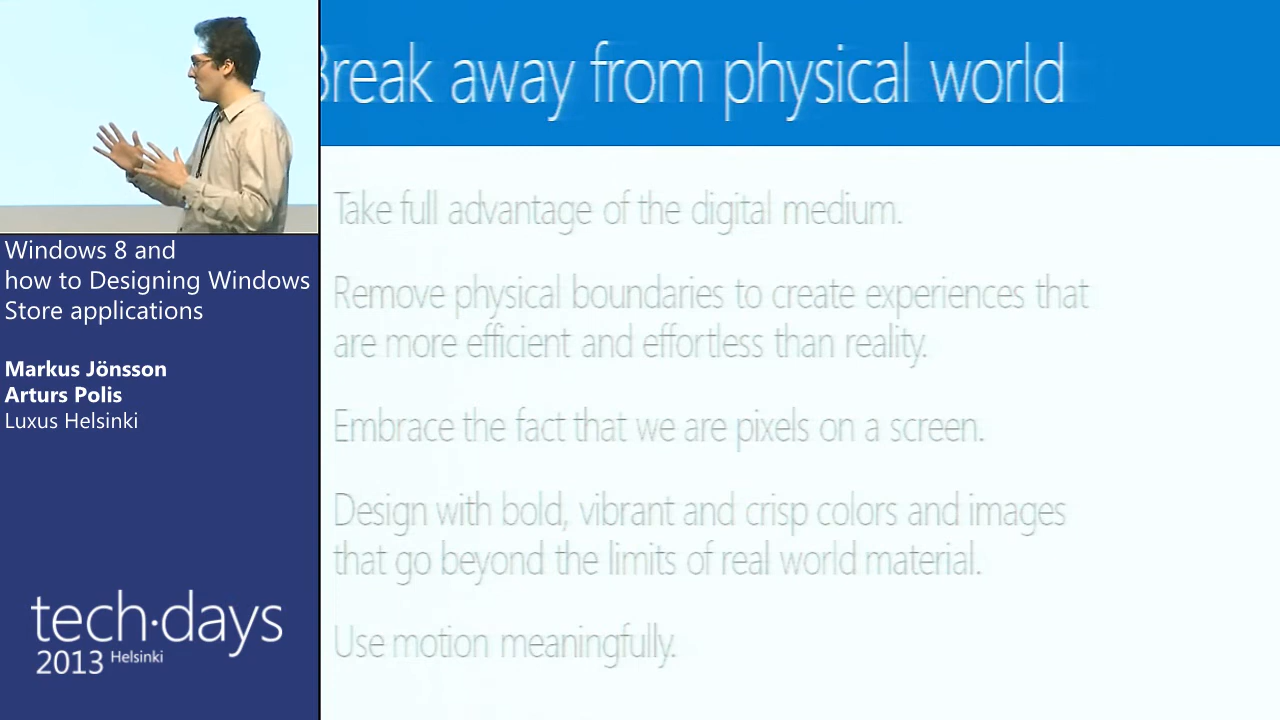 Break away from physical world
Take full advantage of the digital medium.
Remove physical boundaries to create experiences that
are more efficient and effortless than reality.
Embrace the fact that we are pixels on a screen.
Design with bold, vibrant and crisp colors and images
that go beyond the limits of real world material.
Use motion meaningfully.
Windows 8 and
how to Designing Windows
Store applications
Markus Jönsson
Arturs Polis
Luxus Helsinki
tech·days
2013 Helsinki